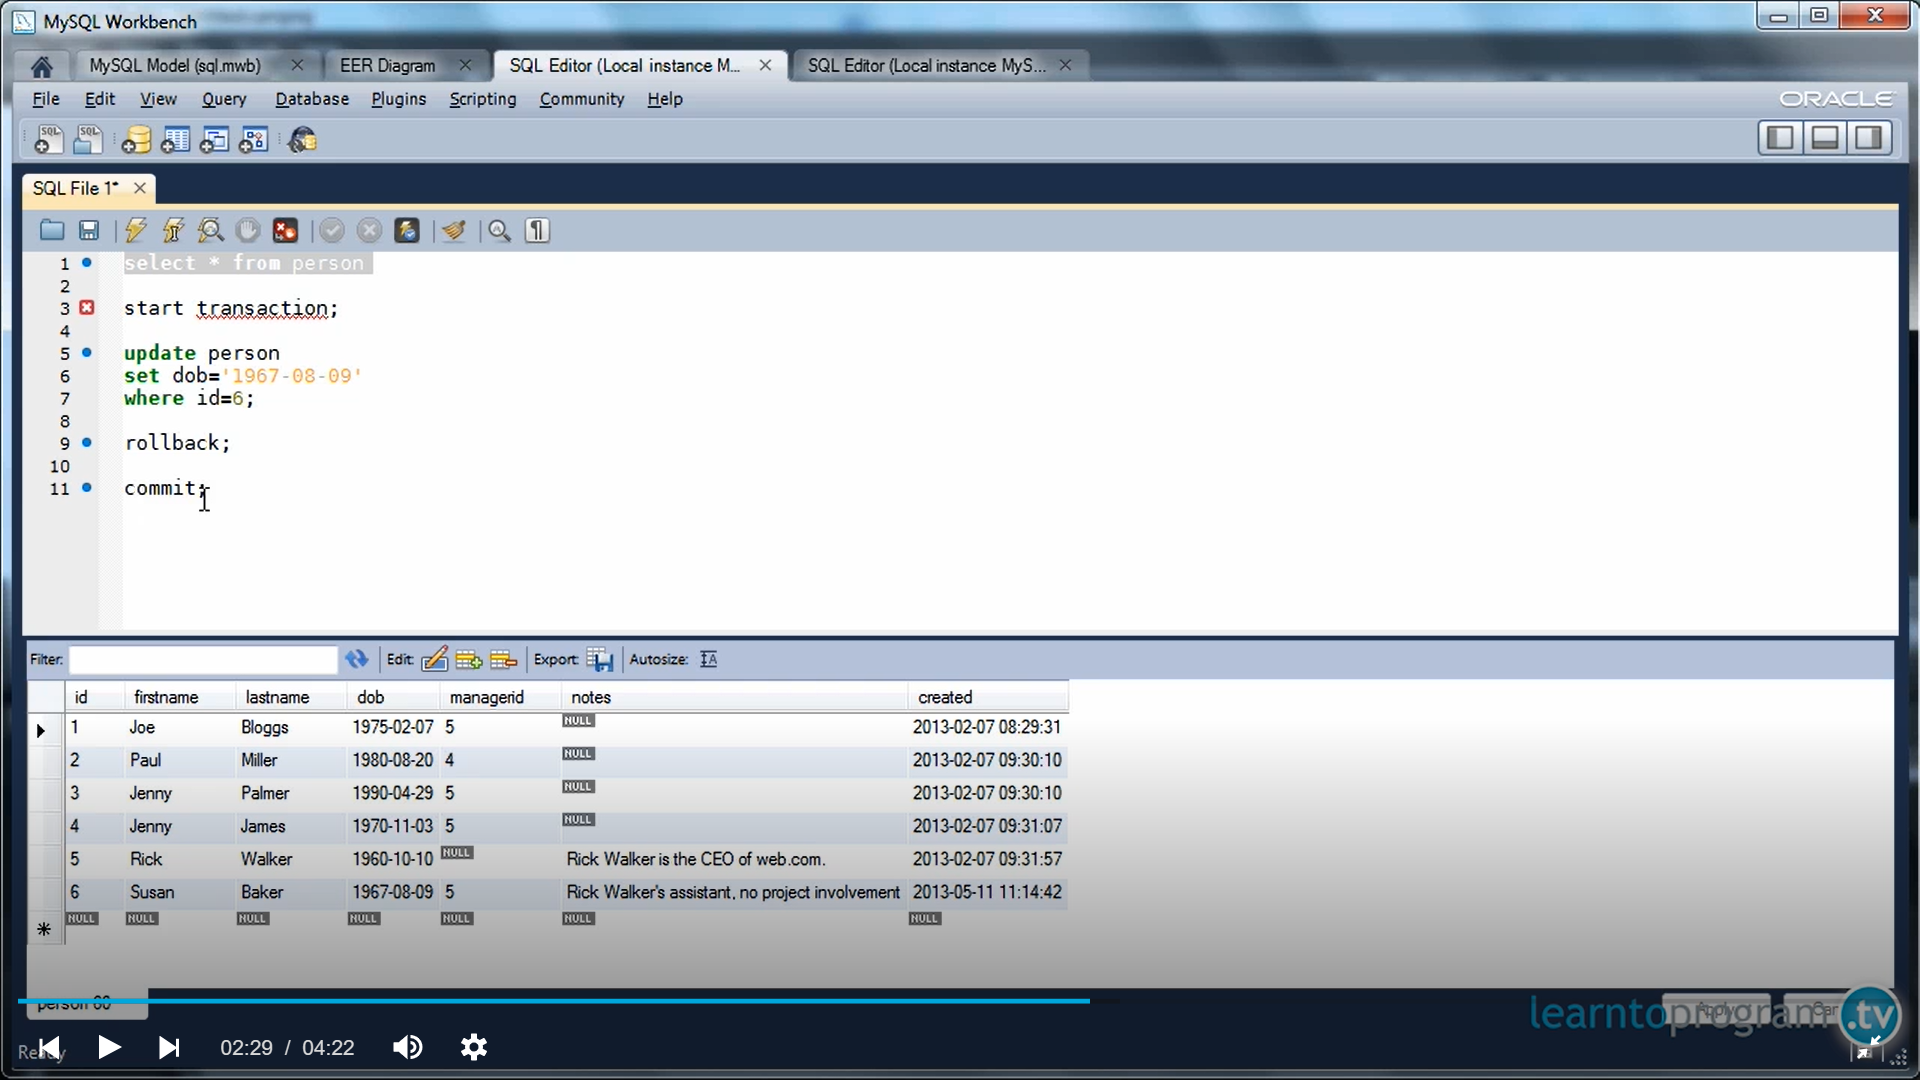 MySQL Workbench
MySQL Model (sql.mwb) EER Diagram SQL Editor (Local instance M... SQL Editor (Local instance MyS...
File Edit View Query Database Plugins Scripting Community Help ORACLE
SQL SQL
SQL File 1*
1 select * from person
2
3 start transaction;
4
5 update person
6 set dob='1967-08-09'
7 where id=6;
8
9 rollback;
10
11 commit;
Filter: Edit: Export: Autosize:
id firstname lastname dob managerid notes created
1 Joe Bloggs 1975-02-07 5 NULL 2013-02-07 08:29:31
2 Paul Miller 1980-08-20 4 NULL 2013-02-07 09:30:10
3 Jenny Palmer 1990-04-29 5 NULL 2013-02-07 09:30:10
4 Jenny James 1970-11-03 5 NULL 2013-02-07 09:31:07
5 Rick Walker 1960-10-10 NULL Rick Walker is the CEO of web.com. 2013-02-07 09:31:57
6 Susan Baker 1967-08-09 5 Rick Walker's assistant, no project involvement 2013-05-11 11:14:42
* NULL NULL NULL NULL NULL NULL NULL
person 60
Apply
learntoprogram.tv
02:29 / 04:22
Ready